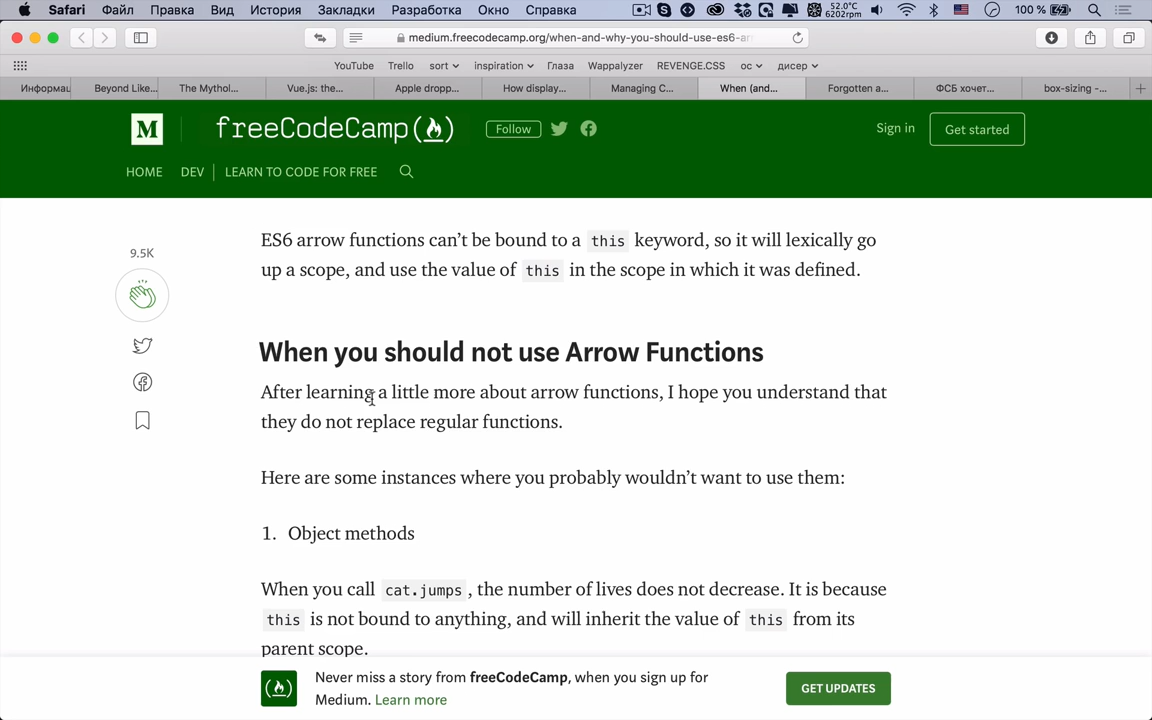 Safari Файл Правка Вид История Закладки Разработка Окно Справка 52.0°C 6202rpm 100 %
medium.freecodecamp.org/when-and-why-you-should-use-es6-ar
YouTube Trello sort inspiration Глаза Wappalyzer REVENGE.CSS ос дисер
Информац Beyond Like... The Mythol... Vue.js: the... Apple dropp... How display... Managing C... When (and... Forgotten a... ФСБ хочет... box-sizing -...
M freeCodeCamp Follow Sign in Get started
HOME DEV LEARN TO CODE FOR FREE
9.5K
ES6 arrow functions can’t be bound to a this keyword, so it will lexically go
up a scope, and use the value of this in the scope in which it was defined.
When you should not use Arrow Functions
After learning a little more about arrow functions, I hope you understand that
they do not replace regular functions.
Here are some instances where you probably wouldn’t want to use them:
1. Object methods
When you call cat.jumps, the number of lives does not decrease. It is because
this is not bound to anything, and will inherit the value of this from its
parent scope.
Never miss a story from freeCodeCamp, when you sign up for
Medium. Learn more
GET UPDATES